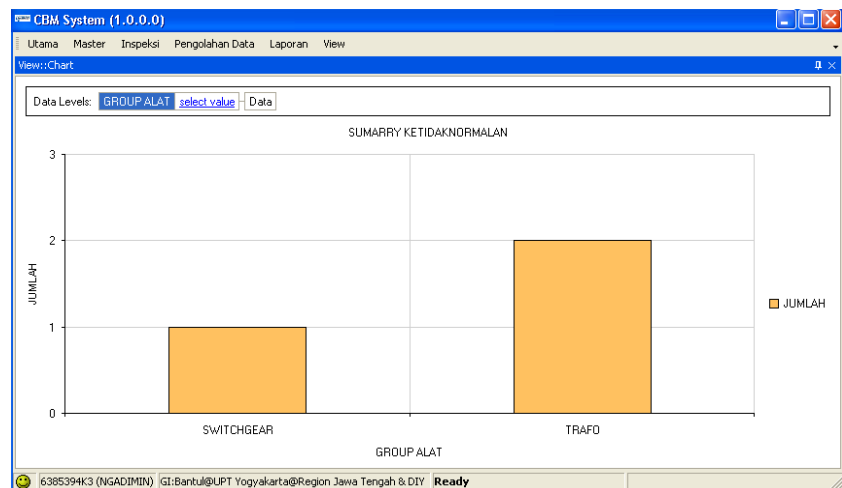 CBM System (1.0.0.0)
Utama Master Inspeksi Pengolahan Data Laporan View
View::Chart
Data Levels: GROUP ALAT select value Data
SUMARRY KETIDAKNORMALAN
3
2
1
0
JUMLAH
JUMLAH
SWITCHGEAR TRAFO
GROUP ALAT
6385394K3 (NGADIMIN) GI:Bantul@UPT Yogyakarta@Region Jawa Tengah & DIY Ready